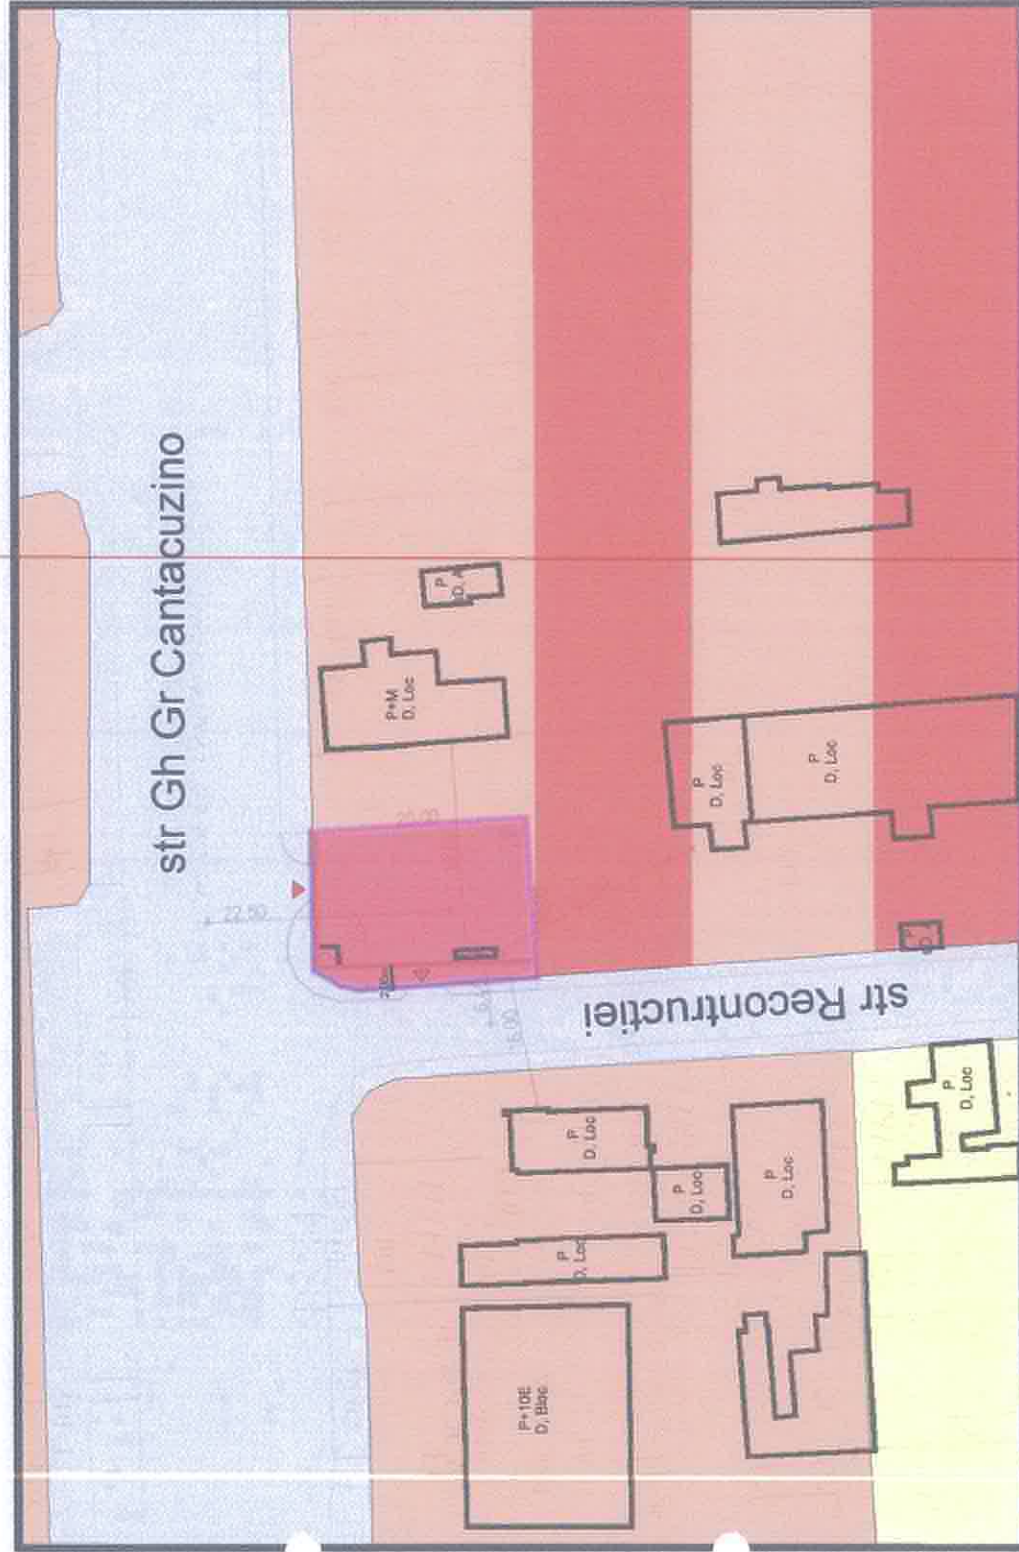 str Gh Gr Cantacuzino
P
D, A
P+M
D, Loc
20.00
22.50
P
D, Loc
P
D, Loc
str Recontructiei
6.00
P
D, Loc
P
D, Loc
P
D, Loc
P
D, Loc
P
D, Loc
P+10E
D, Bloc